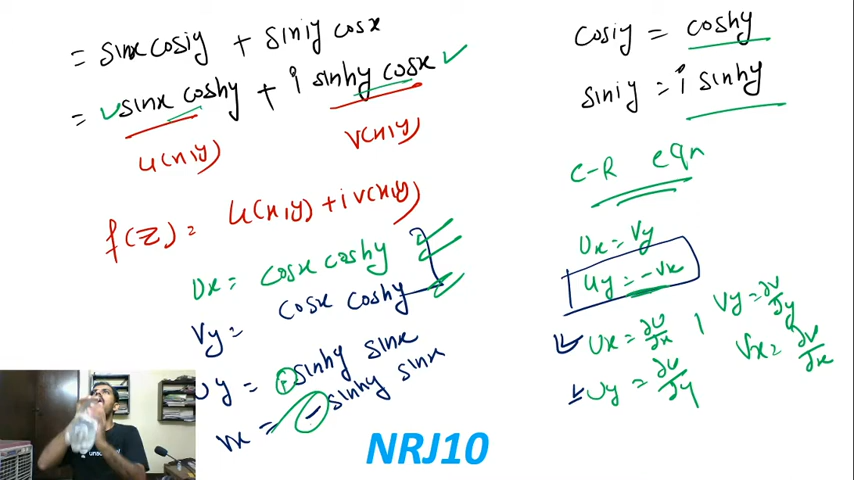 = sinx cosiy + siniy cosx
= sinx coshy + i sinhy cosx
u(x,y)
v(x,y)
f(z) = u(x,y) + i v(x,y)
Ux = cosx coshy
Vy = cosx coshy
Uy = + sinhy sinx
Vx = - sinhy sinx
cosiy = coshy
siniy = i sinhy
C-R eqn
Ux = Vy
Uy = -Vx
Ux = ∂U/∂x , Vy = ∂V/∂y
Uy = ∂U/∂y
Vx = ∂V/∂x
NRJ10